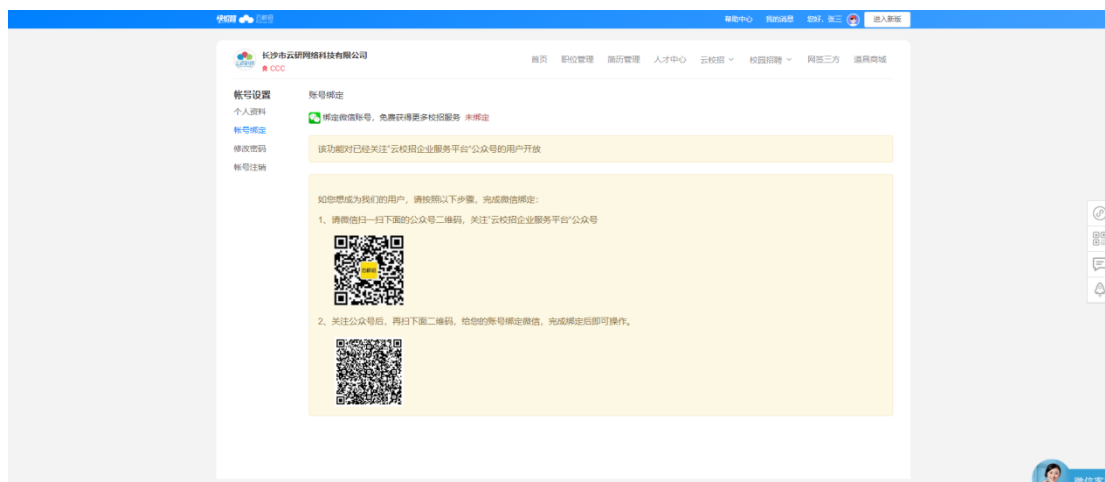 帮助中心 我的消息 您好，张三 进入新版
长沙市云研网络科技有限公司
CCC
首页 职位管理 简历管理 人才中心 云校招 校园招聘 网签三方 道具商城
帐号设置
个人资料
帐号绑定
修改密码
帐号注销
账号绑定
绑定微信账号，免费获得更多校招服务 未绑定
该功能对已经关注“云校招企业服务平台”公众号的用户开放
如您想成为我们的用户，请按照以下步骤，完成微信绑定：
1、请微信扫一扫下面的公众号二维码，关注“云校招企业服务平台”公众号
2、关注公众号后，再扫下面二维码，给您的账号绑定微信，完成绑定后即可操作。